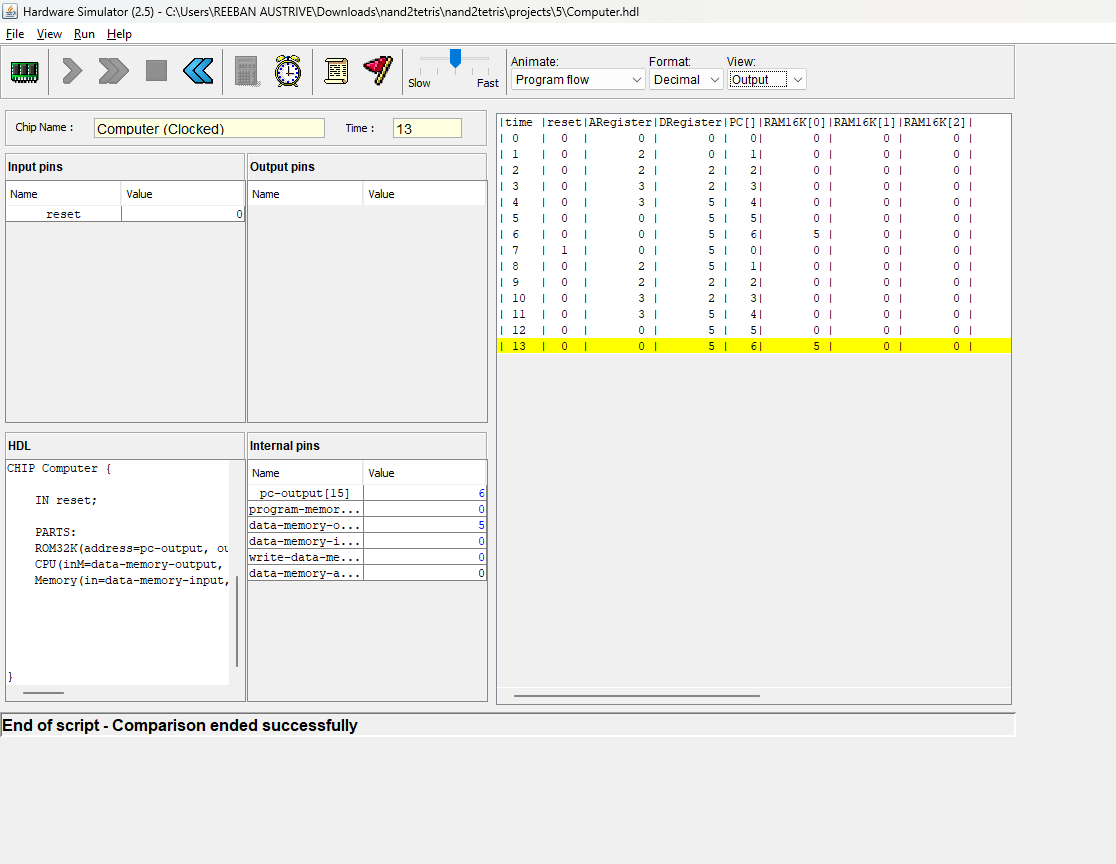 Hardware Simulator (2.5) - C:\Users\REEBAN AUSTRIVE\Downloads\nand2tetris\nand2tetris\projects\5\Computer.hdl
File View Run Help
Slow Fast
Animate: Format: View:
Program flow Decimal Output
Chip Name : Computer (Clocked) Time : 13
Input pins
Name Value
reset 0
Output pins
Name Value
HDL
CHIP Computer {
IN reset;
PARTS:
ROM32K(address=pc-output, ou
CPU(inM=data-memory-output,
Memory(in=data-memory-input,
}
Internal pins
Name Value
pc-output[15] 6
program-memor... 0
data-memory-o... 5
data-memory-i... 0
write-data-me... 0
data-memory-a... 0
|time |reset|ARegister|DRegister|PC[]|RAM16K[0]|RAM16K[1]|RAM16K[2]|
| 0 | 0 | 0 | 0 | 0| 0 | 0 | 0 |
| 1 | 0 | 2 | 0 | 1| 0 | 0 | 0 |
| 2 | 0 | 2 | 2 | 2| 0 | 0 | 0 |
| 3 | 0 | 3 | 2 | 3| 0 | 0 | 0 |
| 4 | 0 | 3 | 5 | 4| 0 | 0 | 0 |
| 5 | 0 | 0 | 5 | 5| 0 | 0 | 0 |
| 6 | 0 | 0 | 5 | 6| 5 | 0 | 0 |
| 7 | 1 | 0 | 5 | 0| 0 | 0 | 0 |
| 8 | 0 | 2 | 5 | 1| 0 | 0 | 0 |
| 9 | 0 | 2 | 2 | 2| 0 | 0 | 0 |
| 10 | 0 | 3 | 2 | 3| 0 | 0 | 0 |
| 11 | 0 | 3 | 5 | 4| 0 | 0 | 0 |
| 12 | 0 | 0 | 5 | 5| 0 | 0 | 0 |
| 13 | 0 | 0 | 5 | 6| 5 | 0 | 0 |
End of script - Comparison ended successfully